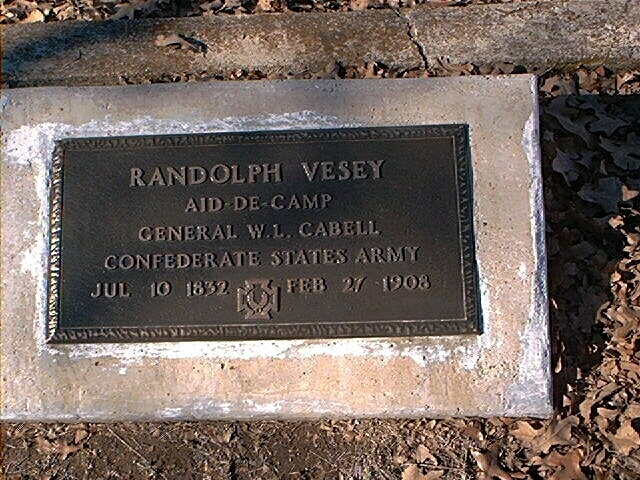 RANDOLPH VESEY
AID-DE-CAMP
GENERAL W.L. CABELL
CONFEDERATE STATES ARMY
JUL 10 1832 FEB 27 1908